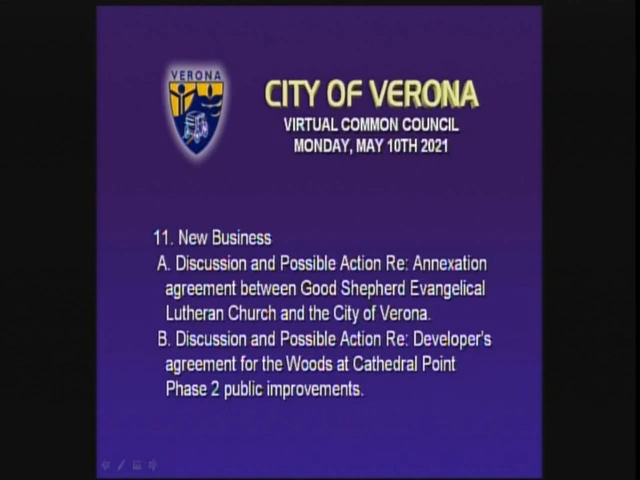 VERONA
CITY OF VERONA
VIRTUAL COMMON COUNCIL
MONDAY, MAY 10TH 2021
11. New Business
A. Discussion and Possible Action Re: Annexation
agreement between Good Shepherd Evangelical
Lutheran Church and the City of Verona.
B. Discussion and Possible Action Re: Developer's
agreement for the Woods at Cathedral Point
Phase 2 public improvements.